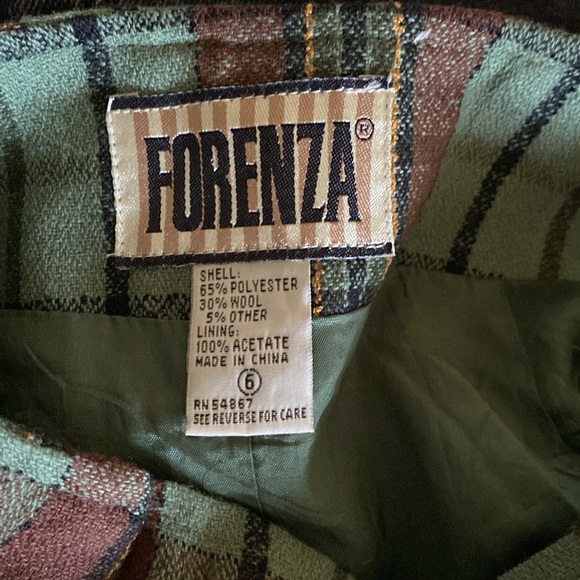 FORENZA®
SHELL:
65% POLYESTER
30% WOOL
5% OTHER
LINING:
100% ACETATE
MADE IN CHINA
6
RN 54867
SEE REVERSE FOR CARE